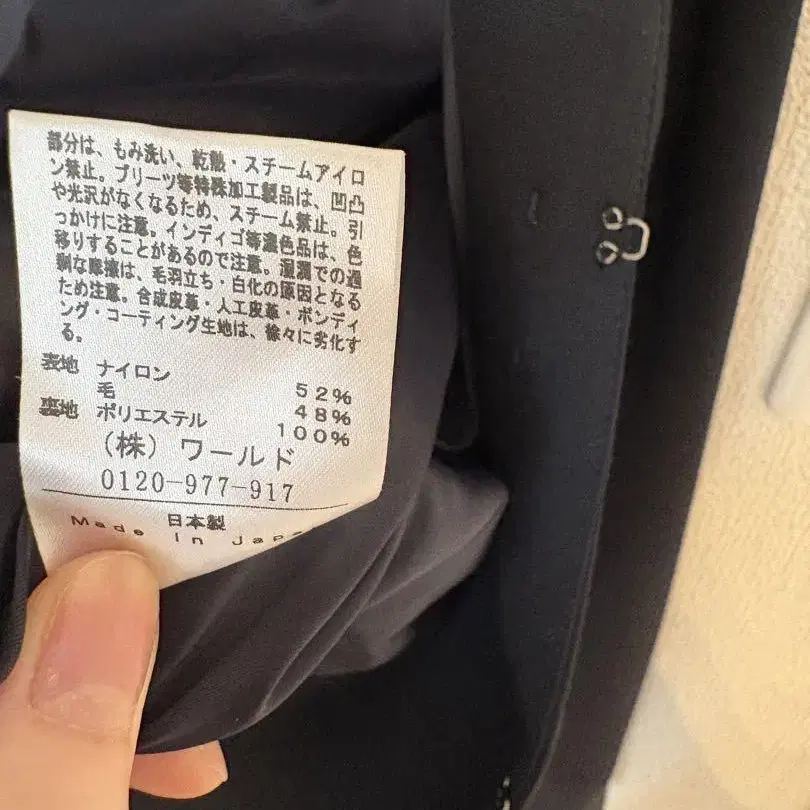 部分は、もみ洗い、乾燥・スチームアイロ
ン禁止。プリーツ等特殊加工製品は、凹凸
や光沢がなくなるため、スチーム禁止。引
っかけに注意。インディゴ等濃色品は、色
移りすることがあるので注意。湿潤での過
剰な摩擦は、毛羽立ち・白化の原因となる
ため注意。合成皮革・人工皮革・ボンディ
ング・コーティング生地は、徐々に劣化す
る。
表地 ナイロン 52%
毛 48%
裏地 ポリエステル 100%
(株)ワールド
0120-977-917
日本製
Made in Japa